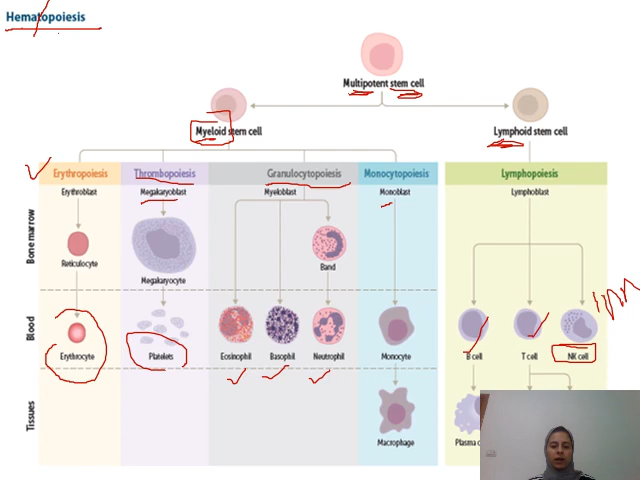 Hematopoiesis
Multipotent stem cell
Myeloid stem cell
Lymphoid stem cell
Erythropoiesis
Thrombopoiesis
Granulocytopoiesis
Monocytopoiesis
Lymphopoiesis
Erythroblast
Megakaryoblast
Myeloblast
Monoblast
Lymphoblast
Bone marrow
Reticulocyte
Megakaryocyte
Band
Blood
Erythrocyte
Platelets
Eosinophil
Basophil
Neutrophil
Monocyte
B cell
T cell
NK cell
Tissues
Macrophage
Plasma